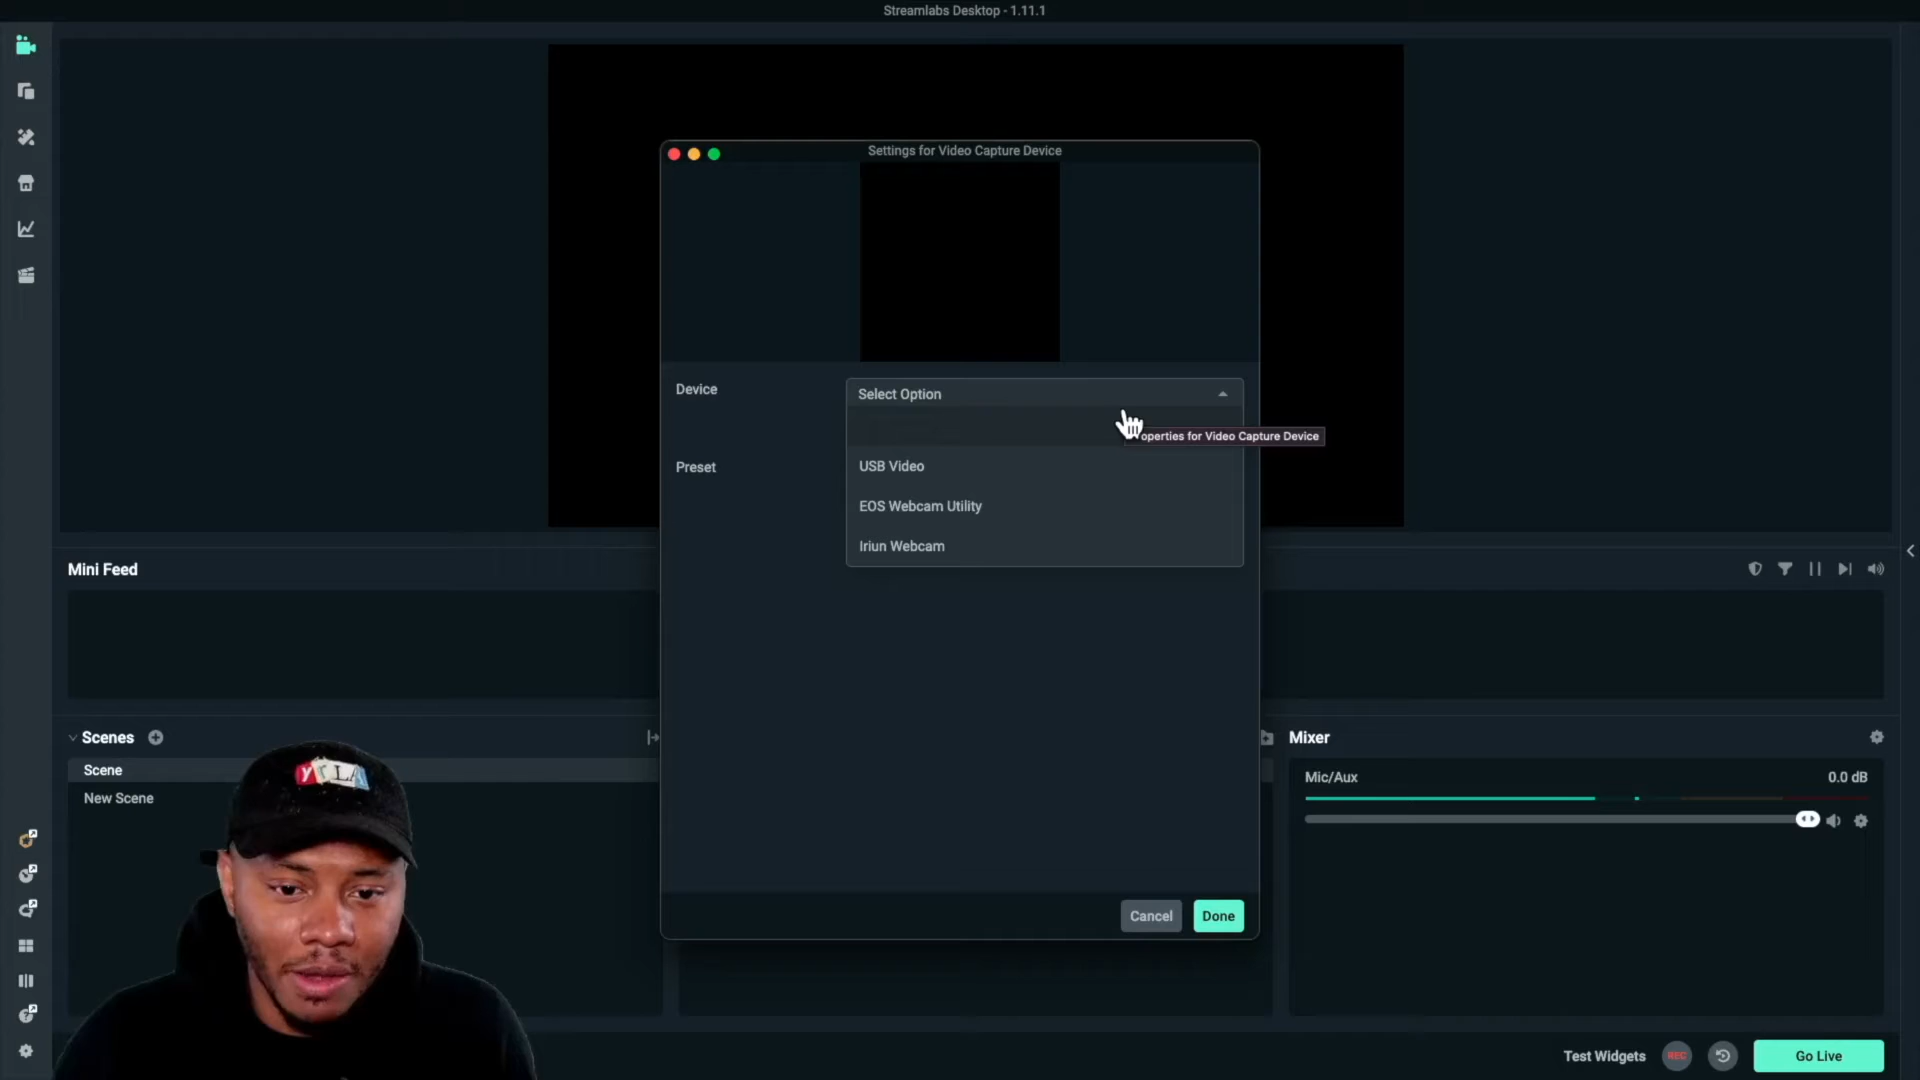 Streamlabs Desktop - 1.11.1
Settings for Video Capture Device
Device
Select Option
operties for Video Capture Device
Preset
USB Video
EOS Webcam Utility
Iriun Webcam
Mini Feed
Scenes
Scene
New Scene
Mixer
Mic/Aux
0.0 dB
Cancel
Done
Test Widgets
REC
Go Live